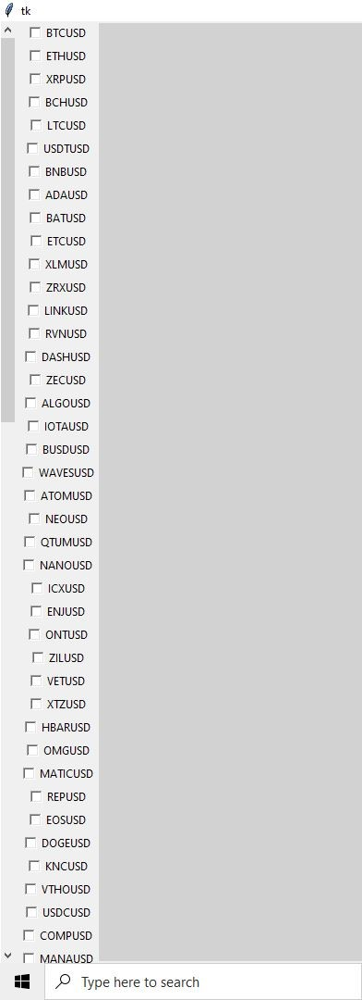 tk
BTCUSD
ETHUSD
XRPUSD
BCHUSD
LTCUSD
USDTUSD
BNBUSD
ADAUSD
BATUSD
ETCUSD
XLMUSD
ZRXUSD
LINKUSD
RVNUSD
DASHUSD
ZECUSD
ALGOUSD
IOTAUSD
BUSDUSD
WAVESUSD
ATOMUSD
NEOUSD
QTUMUSD
NANOUSD
ICXUSD
ENJUSD
ONTUSD
ZILUSD
VETUSD
XTZUSD
HBARUSD
OMGUSD
MATICUSD
REPUSD
EOSUSD
DOGEUSD
KNCUSD
VTHOUSD
USDCUSD
COMPUSD
MANAUSD
Type here to search